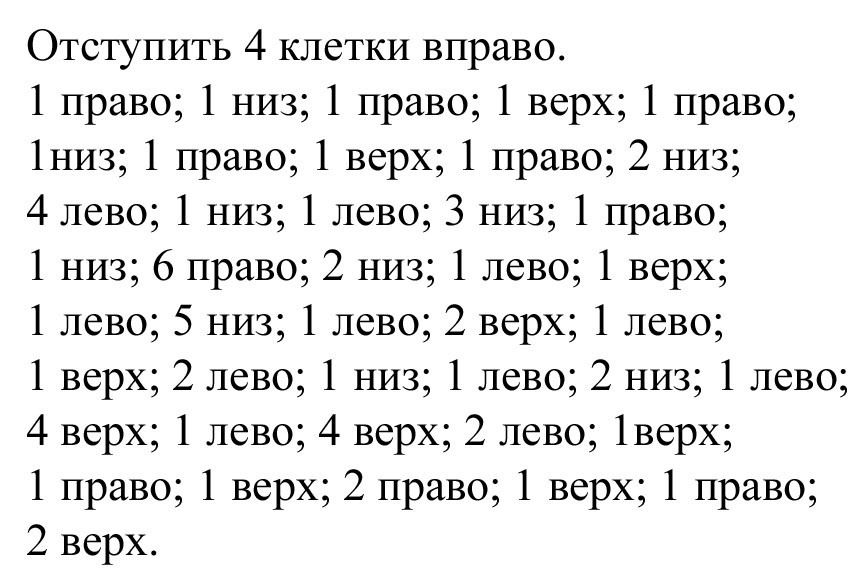 Отступить 4 клетки вправо.
1 право; 1 низ; 1 право; 1 верх; 1 право;
1низ; 1 право; 1 верх; 1 право; 2 низ;
4 лево; 1 низ; 1 лево; 3 низ; 1 право;
1 низ; 6 право; 2 низ; 1 лево; 1 верх;
1 лево; 5 низ; 1 лево; 2 верх; 1 лево;
1 верх; 2 лево; 1 низ; 1 лево; 2 низ; 1 лево;
4 верх; 1 лево; 4 верх; 2 лево; 1верх;
1 право; 1 верх; 2 право; 1 верх; 1 право;
2 верх.